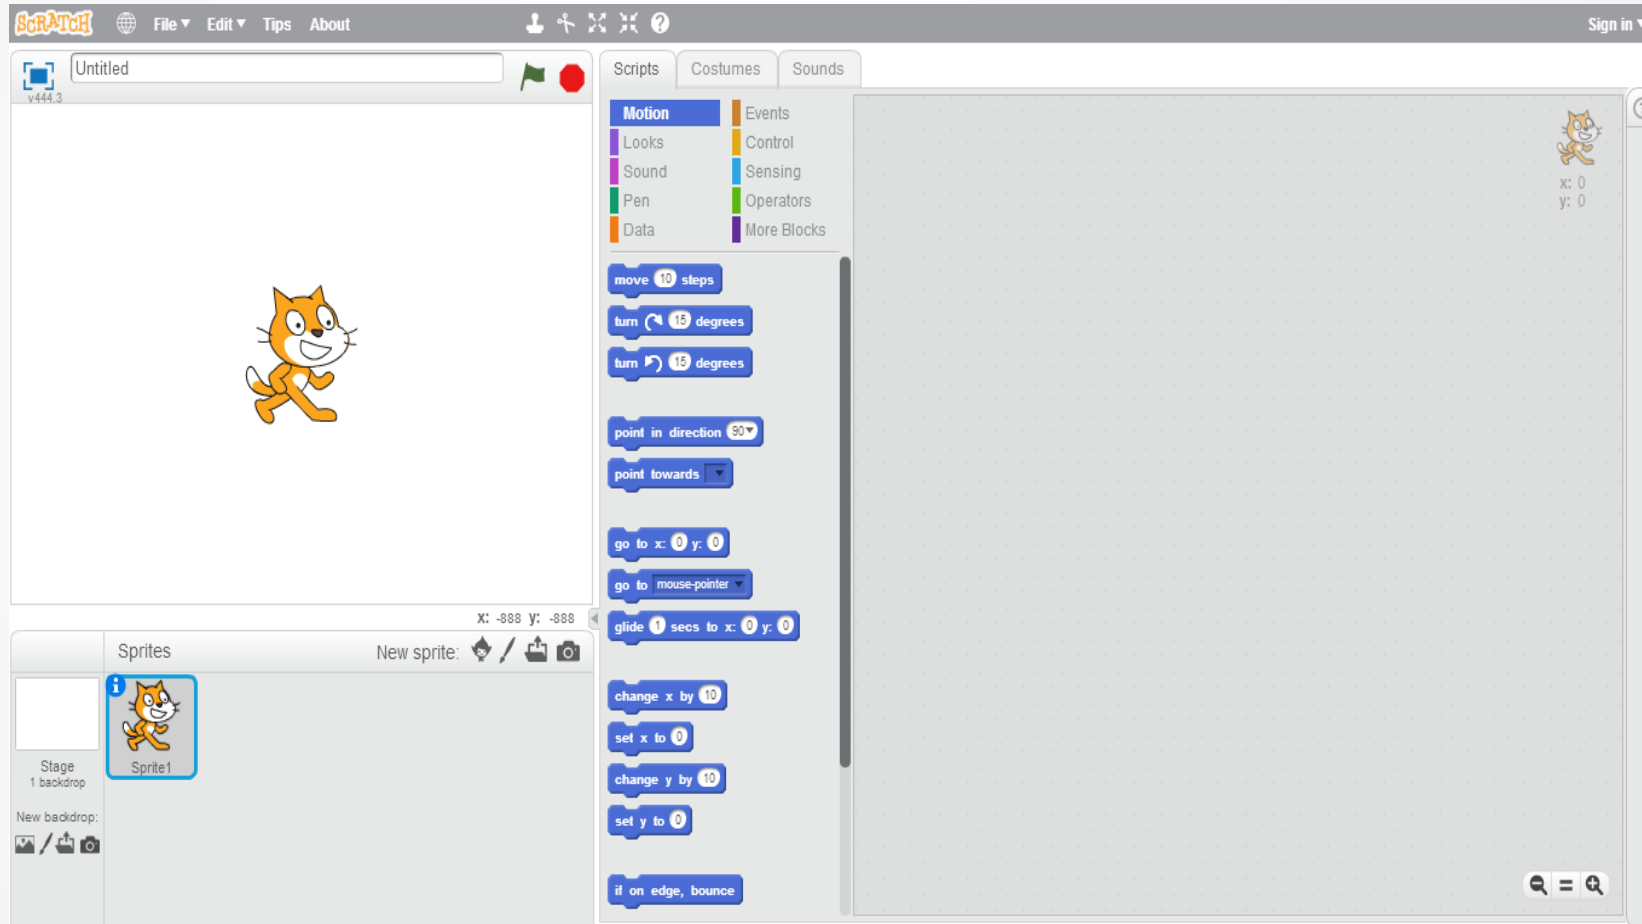 SCRATCH File Edit Tips About Sign in
Untitled
v444.3
Scripts Costumes Sounds
Motion Events
Looks Control
Sound Sensing
Pen Operators
Data More Blocks
move 10 steps
turn 15 degrees
turn 15 degrees
point in direction 90
point towards
go to x: 0 y: 0
go to mouse-pointer
glide 1 secs to x: 0 y: 0
change x by 10
set x to 0
change y by 10
set y to 0
if on edge, bounce
x: 0
y: 0
X: -888 y: -888
Sprites New sprite:
Sprite1
Stage
1 backdrop
New backdrop: